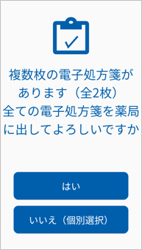 複数枚の電子処方箋が
あります（全2枚）
全ての電子処方箋を薬局
に出してよろしいですか
はい
いいえ（個別選択）